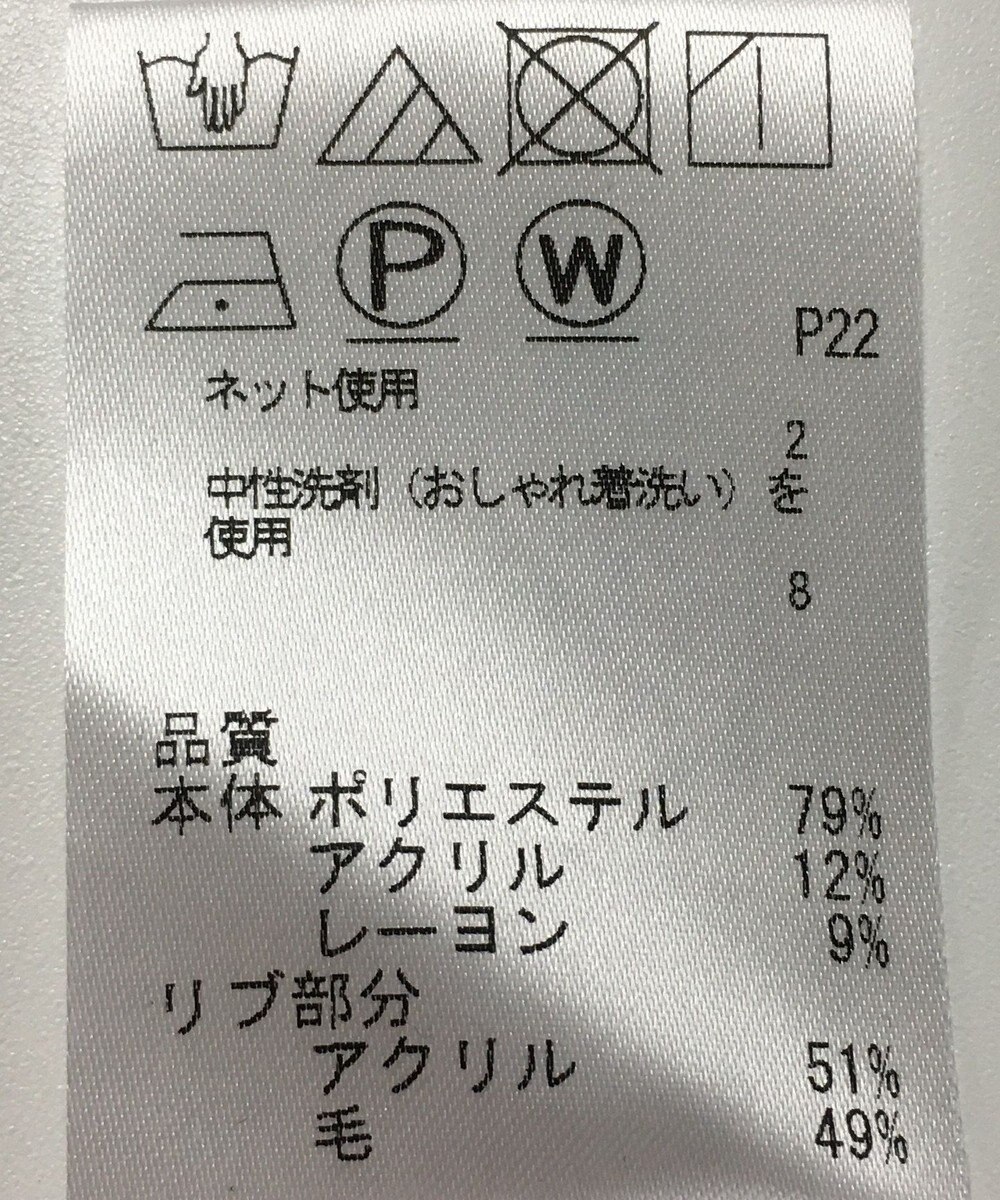 P W
P22
ネット使用
2
中性洗剤（おしゃれ着洗い）を
使用
8
品質
本体 ポリエステル 79%
アクリル 12%
レーヨン 9%
リブ部分
アクリル 51%
毛 49%